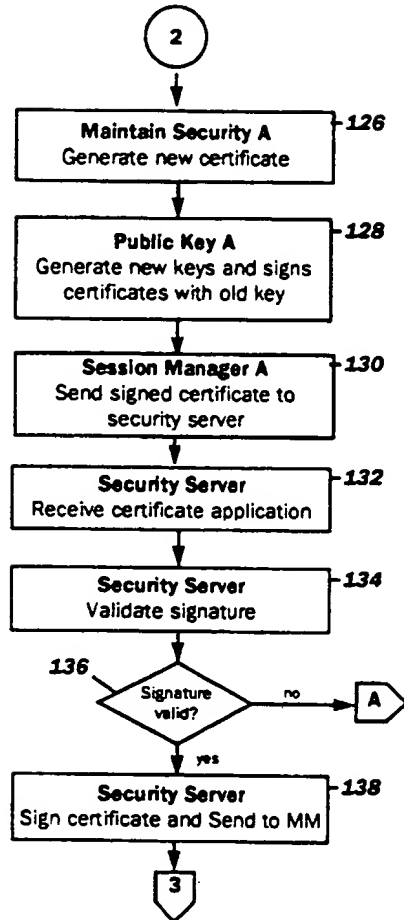 2
Maintain Security A
126
Generate new certificate
Public Key A
128
Generate new keys and signs
certificates with old key
Session Manager A
130
Send signed certificate to
security server
Security Server
132
Receive certificate application
Security Server
134
Validate signature
136
Signature
valid?
no
A
yes
Security Server
138
Sign certificate and Send to MM
3